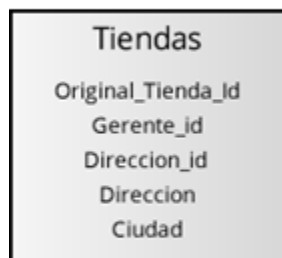 Tiendas
Original_Tienda_Id
Gerente_id
Direccion_id
Direccion
Ciudad